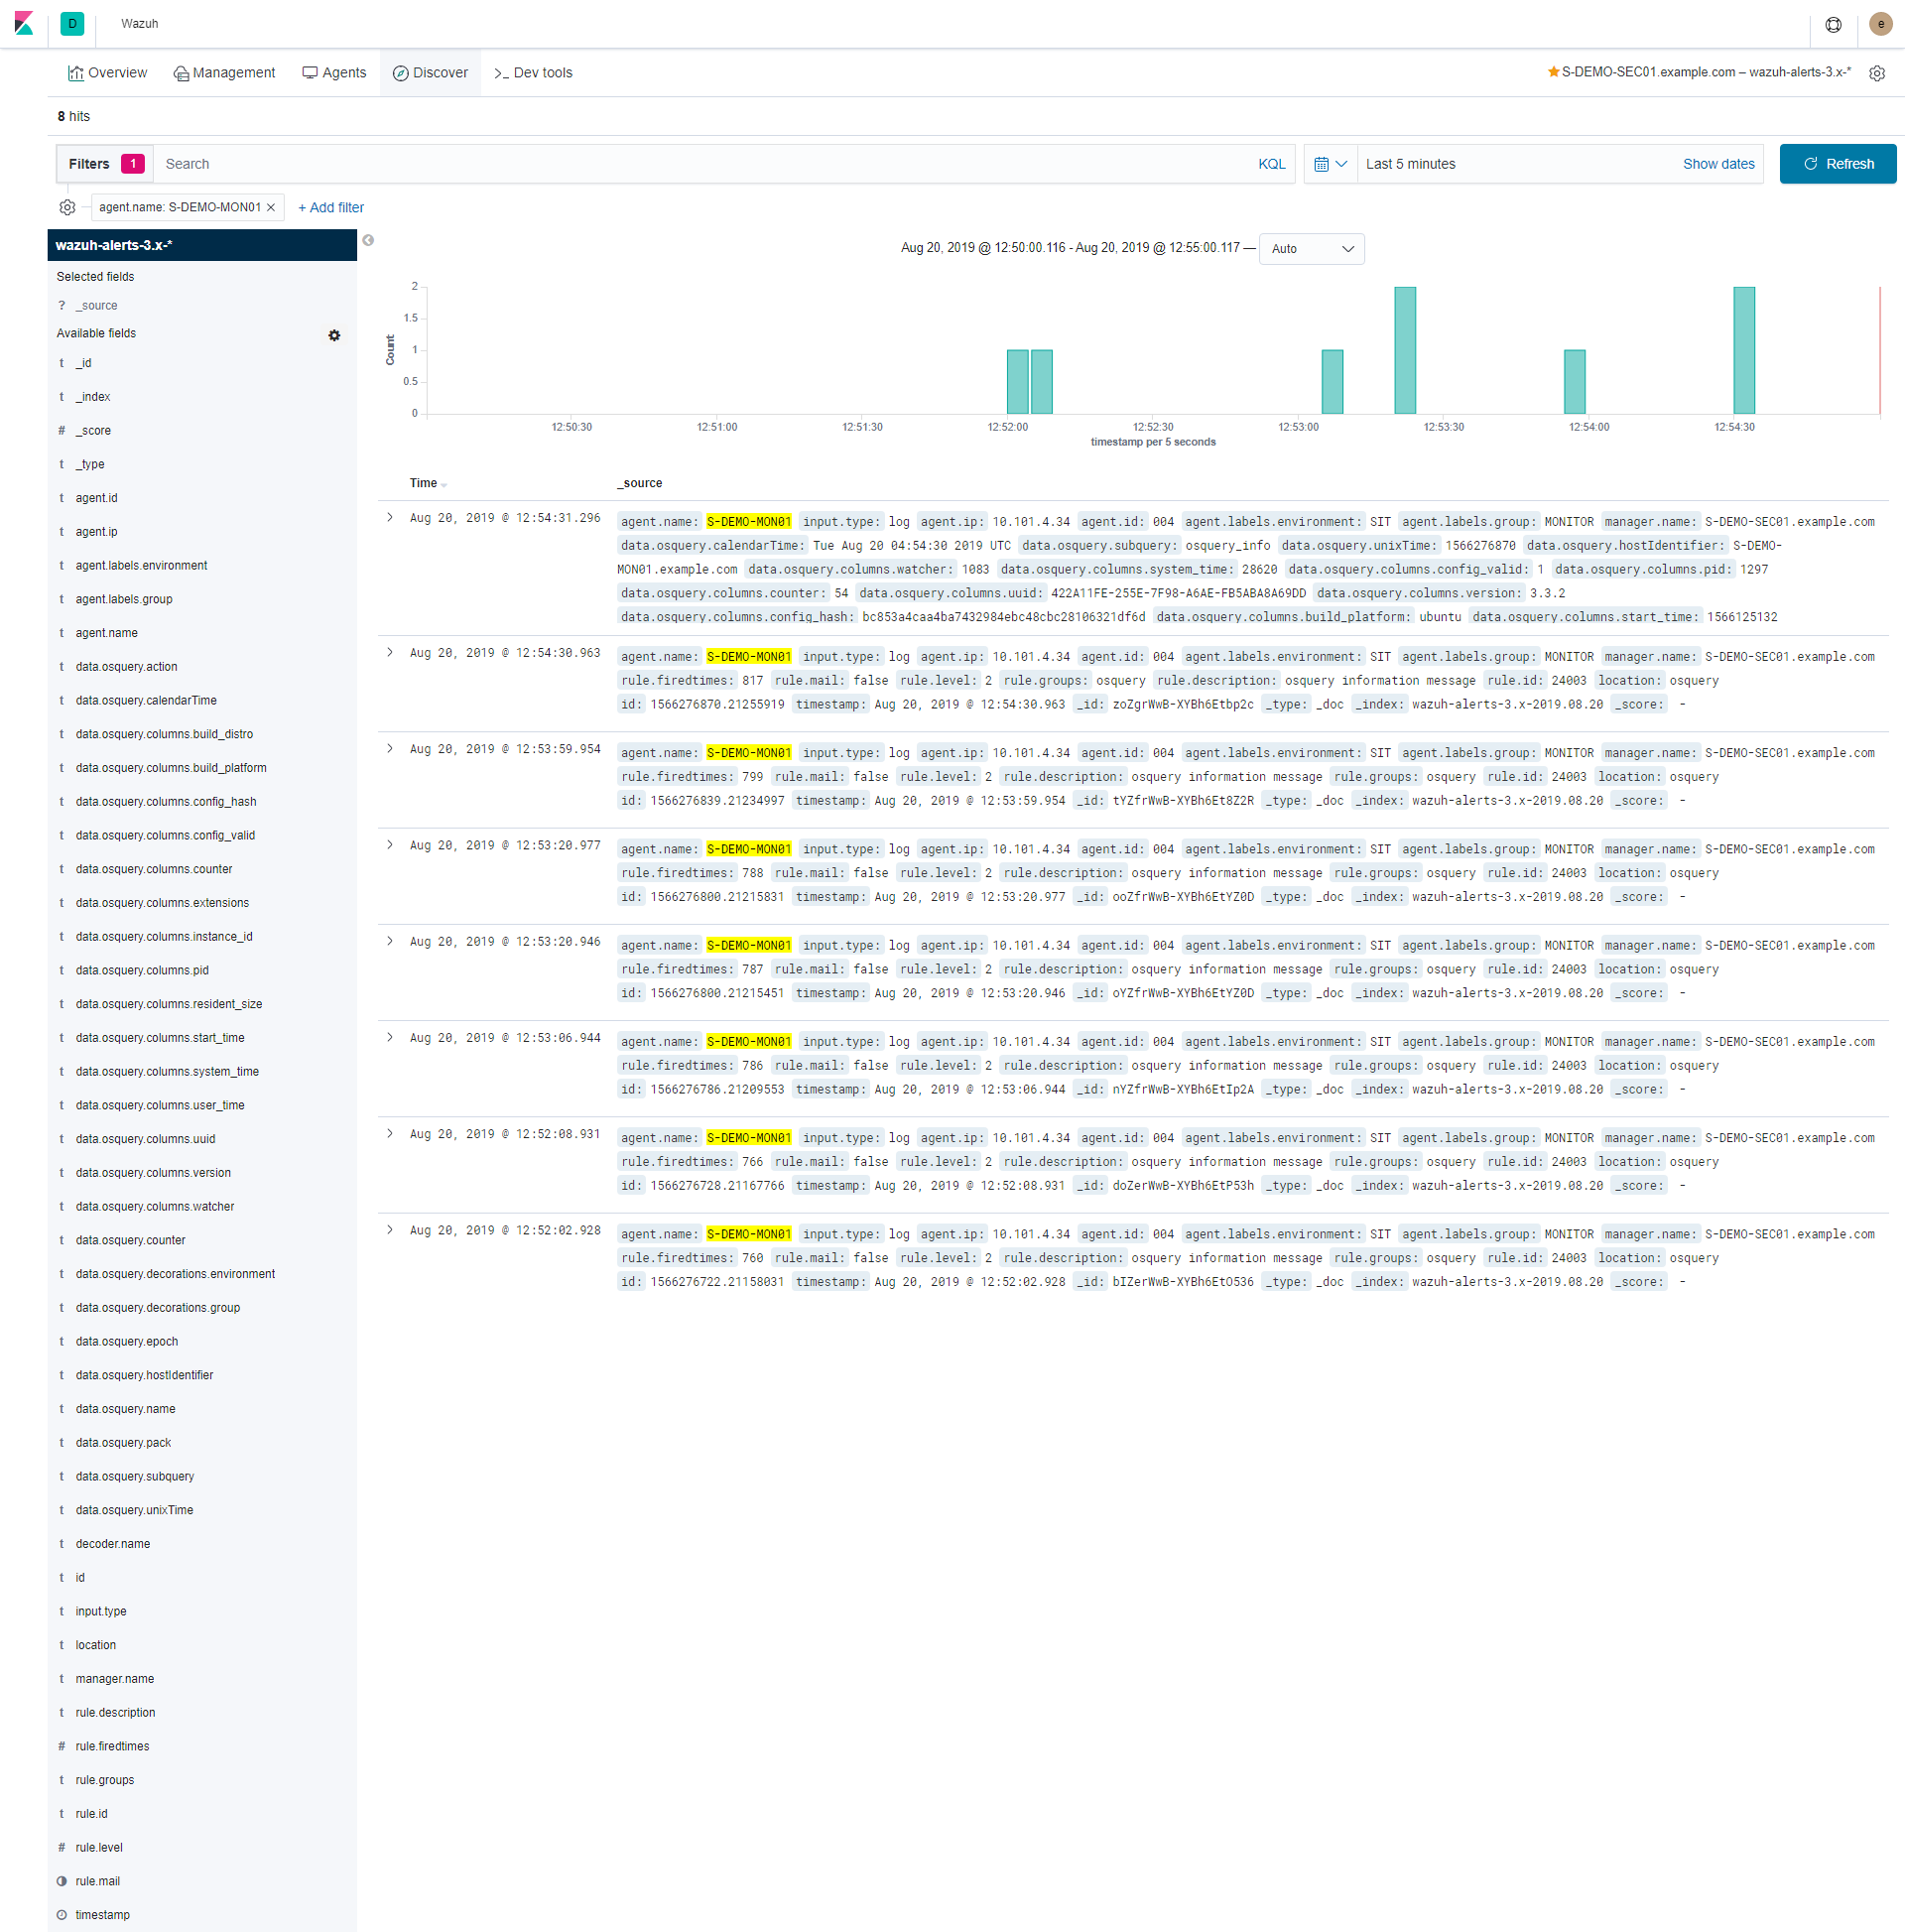 D Wazuh e
Overview Management Agents Discover >_ Dev tools S-DEMO-SEC01.example.com – wazuh-alerts-3.x-*
8 hits
Filters 1 Search KQL Last 5 minutes Show dates Refresh
agent.name: S-DEMO-MON01 × + Add filter
wazuh-alerts-3.x-*
Selected fields
? _source
Available fields
t _id
t _index
# _score
t _type
t agent.id
t agent.ip
t agent.labels.environment
t agent.labels.group
t agent.name
t data.osquery.action
t data.osquery.calendarTime
t data.osquery.columns.build_distro
t data.osquery.columns.build_platform
t data.osquery.columns.config_hash
t data.osquery.columns.config_valid
t data.osquery.columns.counter
t data.osquery.columns.extensions
t data.osquery.columns.instance_id
t data.osquery.columns.pid
t data.osquery.columns.resident_size
t data.osquery.columns.start_time
t data.osquery.columns.system_time
t data.osquery.columns.user_time
t data.osquery.columns.uuid
t data.osquery.columns.version
t data.osquery.columns.watcher
t data.osquery.counter
t data.osquery.decorations.environment
t data.osquery.decorations.group
t data.osquery.epoch
t data.osquery.hostIdentifier
t data.osquery.name
t data.osquery.pack
t data.osquery.subquery
t data.osquery.unixTime
t decoder.name
t id
t input.type
t location
t manager.name
t rule.description
# rule.firedtimes
t rule.groups
t rule.id
# rule.level
rule.mail
timestamp
Aug 20, 2019 @ 12:50:00.116 - Aug 20, 2019 @ 12:55:00.117 — Auto
2
1.5
1
0.5
0
Count
12:50:30 12:51:00 12:51:30 12:52:00 12:52:30 12:53:00 12:53:30 12:54:00 12:54:30
timestamp per 5 seconds
Time _source
Aug 20, 2019 @ 12:54:31.296 agent.name: S-DEMO-MON01 input.type: log agent.ip: 10.101.4.34 agent.id: 004 agent.labels.environment: SIT agent.labels.group: MONITOR manager.name: S-DEMO-SEC01.example.com
data.osquery.calendarTime: Tue Aug 20 04:54:30 2019 UTC data.osquery.subquery: osquery_info data.osquery.unixTime: 1566276870 data.osquery.hostIdentifier: S-DEMO-
MON01.example.com data.osquery.columns.watcher: 1083 data.osquery.columns.system_time: 28620 data.osquery.columns.config_valid: 1 data.osquery.columns.pid: 1297
data.osquery.columns.counter: 54 data.osquery.columns.uuid: 422A11FE-255E-7F98-A6AE-FB5ABA8A69DD data.osquery.columns.version: 3.3.2
data.osquery.columns.config_hash: bc853a4caa4ba7432984ebc48cbc28106321df6d data.osquery.columns.build_platform: ubuntu data.osquery.columns.start_time: 1566125132
Aug 20, 2019 @ 12:54:30.963 agent.name: S-DEMO-MON01 input.type: log agent.ip: 10.101.4.34 agent.id: 004 agent.labels.environment: SIT agent.labels.group: MONITOR manager.name: S-DEMO-SEC01.example.com
rule.firedtimes: 817 rule.mail: false rule.level: 2 rule.groups: osquery rule.description: osquery information message rule.id: 24003 location: osquery
id: 1566276870.21255919 timestamp: Aug 20, 2019 @ 12:54:30.963 _id: zoZgrWwB-XYBh6Etbp2c _type: _doc _index: wazuh-alerts-3.x-2019.08.20 _score: -
Aug 20, 2019 @ 12:53:59.954 agent.name: S-DEMO-MON01 input.type: log agent.ip: 10.101.4.34 agent.id: 004 agent.labels.environment: SIT agent.labels.group: MONITOR manager.name: S-DEMO-SEC01.example.com
rule.firedtimes: 799 rule.mail: false rule.level: 2 rule.description: osquery information message rule.groups: osquery rule.id: 24003 location: osquery
id: 1566276839.21234997 timestamp: Aug 20, 2019 @ 12:53:59.954 _id: tYZfrWwB-XYBh6Et8Z2R _type: _doc _index: wazuh-alerts-3.x-2019.08.20 _score: -
Aug 20, 2019 @ 12:53:20.977 agent.name: S-DEMO-MON01 input.type: log agent.ip: 10.101.4.34 agent.id: 004 agent.labels.environment: SIT agent.labels.group: MONITOR manager.name: S-DEMO-SEC01.example.com
rule.firedtimes: 788 rule.mail: false rule.level: 2 rule.description: osquery information message rule.groups: osquery rule.id: 24003 location: osquery
id: 1566276800.21215831 timestamp: Aug 20, 2019 @ 12:53:20.977 _id: ooZfrWwB-XYBh6EtYZ0D _type: _doc _index: wazuh-alerts-3.x-2019.08.20 _score: -
Aug 20, 2019 @ 12:53:20.946 agent.name: S-DEMO-MON01 input.type: log agent.ip: 10.101.4.34 agent.id: 004 agent.labels.environment: SIT agent.labels.group: MONITOR manager.name: S-DEMO-SEC01.example.com
rule.firedtimes: 787 rule.mail: false rule.level: 2 rule.description: osquery information message rule.groups: osquery rule.id: 24003 location: osquery
id: 1566276800.21215451 timestamp: Aug 20, 2019 @ 12:53:20.946 _id: oYZfrWwB-XYBh6EtYZ0D _type: _doc _index: wazuh-alerts-3.x-2019.08.20 _score: -
Aug 20, 2019 @ 12:53:06.944 agent.name: S-DEMO-MON01 input.type: log agent.ip: 10.101.4.34 agent.id: 004 agent.labels.environment: SIT agent.labels.group: MONITOR manager.name: S-DEMO-SEC01.example.com
rule.firedtimes: 786 rule.mail: false rule.level: 2 rule.description: osquery information message rule.groups: osquery rule.id: 24003 location: osquery
id: 1566276786.21209553 timestamp: Aug 20, 2019 @ 12:53:06.944 _id: nYZfrWwB-XYBh6EtIp2A _type: _doc _index: wazuh-alerts-3.x-2019.08.20 _score: -
Aug 20, 2019 @ 12:52:08.931 agent.name: S-DEMO-MON01 input.type: log agent.ip: 10.101.4.34 agent.id: 004 agent.labels.environment: SIT agent.labels.group: MONITOR manager.name: S-DEMO-SEC01.example.com
rule.firedtimes: 766 rule.mail: false rule.level: 2 rule.description: osquery information message rule.groups: osquery rule.id: 24003 location: osquery
id: 1566276728.21167766 timestamp: Aug 20, 2019 @ 12:52:08.931 _id: doZerWwB-XYBh6EtP53h _type: _doc _index: wazuh-alerts-3.x-2019.08.20 _score: -
Aug 20, 2019 @ 12:52:02.928 agent.name: S-DEMO-MON01 input.type: log agent.ip: 10.101.4.34 agent.id: 004 agent.labels.environment: SIT agent.labels.group: MONITOR manager.name: S-DEMO-SEC01.example.com
rule.firedtimes: 760 rule.mail: false rule.level: 2 rule.description: osquery information message rule.groups: osquery rule.id: 24003 location: osquery
id: 1566276722.21158031 timestamp: Aug 20, 2019 @ 12:52:02.928 _id: bIZerWwB-XYBh6EtO536 _type: _doc _index: wazuh-alerts-3.x-2019.08.20 _score: -